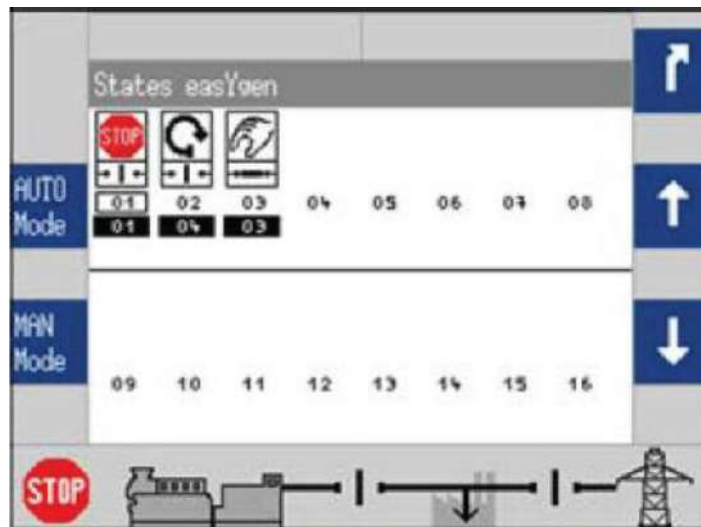 States easYgen
STOP
AUTO
Mode
01 02 03 04 05 06 07 08
01 04 03
MAN
Mode
09 10 11 12 13 14 15 16
STOP